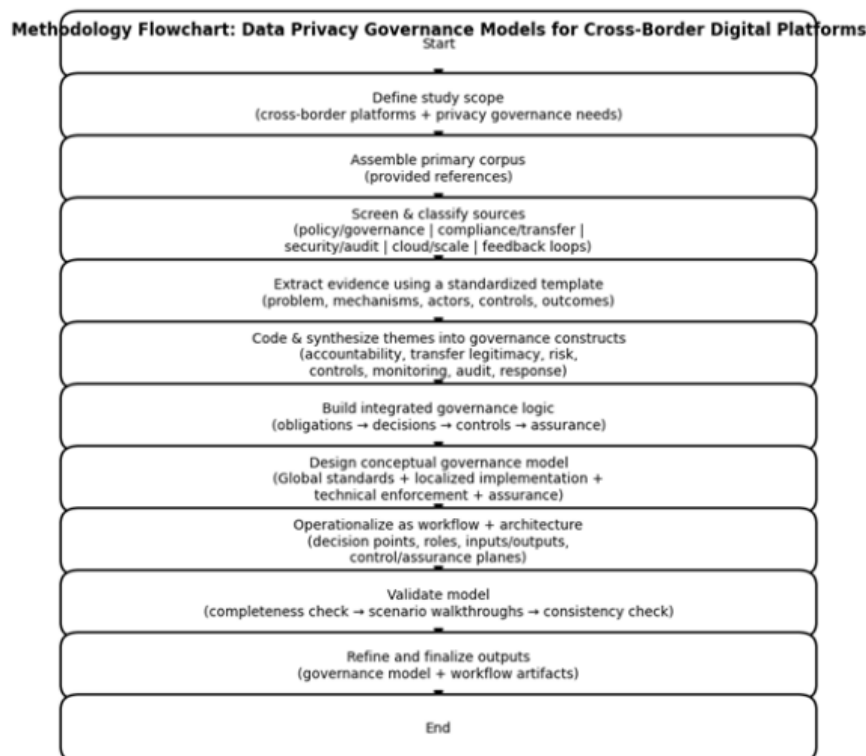 Methodology Flowchart: Data Privacy Governance Models for Cross-Border Digital Platforms
Start
Define study scope
(cross-border platforms + privacy governance needs)
Assemble primary corpus
(provided references)
Screen & classify sources
(policy/governance | compliance/transfer |
security/audit | cloud/scale | feedback loops)
Extract evidence using a standardized template
(problem, mechanisms, actors, controls, outcomes)
Code & synthesize themes into governance constructs
(accountability, transfer legitimacy, risk,
controls, monitoring, audit, response)
Build integrated governance logic
(obligations → decisions → controls → assurance)
Design conceptual governance model
(Global standards + localized implementation +
technical enforcement + assurance)
Operationalize as workflow + architecture
(decision points, roles, inputs/outputs,
control/assurance planes)
Validate model
(completeness check → scenario walkthroughs → consistency check)
Refine and finalize outputs
(governance model + workflow artifacts)
End